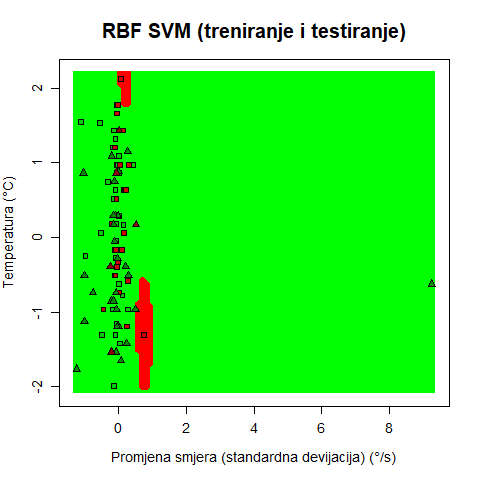 RBF SVM (treniranje i testiranje)
Temperatura (°C)
2
1
0
-1
-2
0 2 4 6 8
Promjena smjera (standardna devijacija) (°/s)